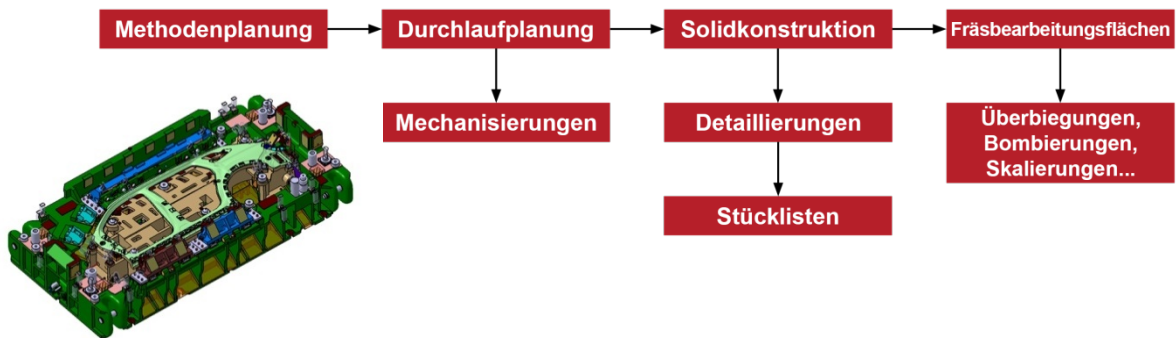 Methodenplanung
Durchlaufplanung
Solidkonstruktion
Fräsbearbeitungsflächen
Mechanisierungen
Detaillierungen
Überbiegungen,
Bombierungen,
Skalierungen...
Stücklisten